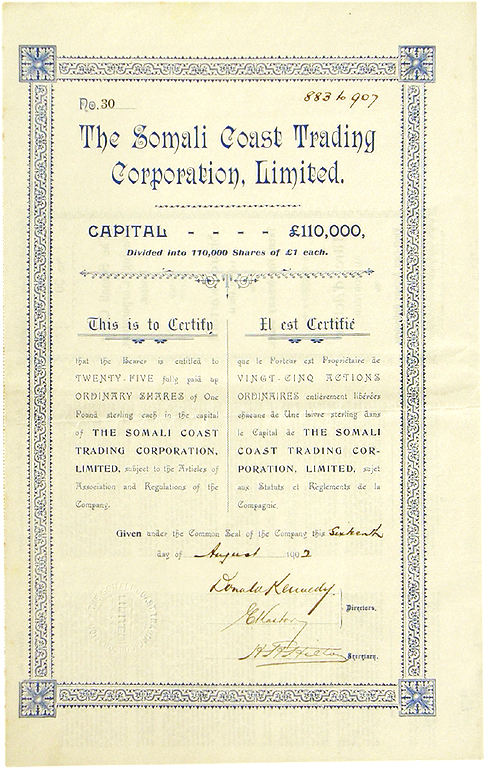 No. 30
883 to 907
The Somali Coast Trading
Corporation, Limited.
CAPITAL - - - - £110,000,
Divided into 110,000 Shares of £1 each.
This is to Certify
that the Bearer is entitled to
TWENTY-FIVE fully paid up
ORDINARY SHARES of One
Pound sterling each in the capital
of THE SOMALI COAST
TRADING CORPORATION,
LIMITED, subject to the Articles of
Association and Regulations of the
Company.
Il est Certifié
que le Porteur est Propriétaire de
VINGT-CINQ ACTIONS
ORDINAIRES entièrement libérées
chacune de Une livre sterling dans
le Capital de THE SOMALI
COAST TRADING COR-
PORATION, LIMITED, sujet
aux Statuts et Règlements de la
Compagnie.
Given under the Common Seal of the Company this Sixteenth
day of August 1902
Donald Kennedy
Directors.
Secretary.